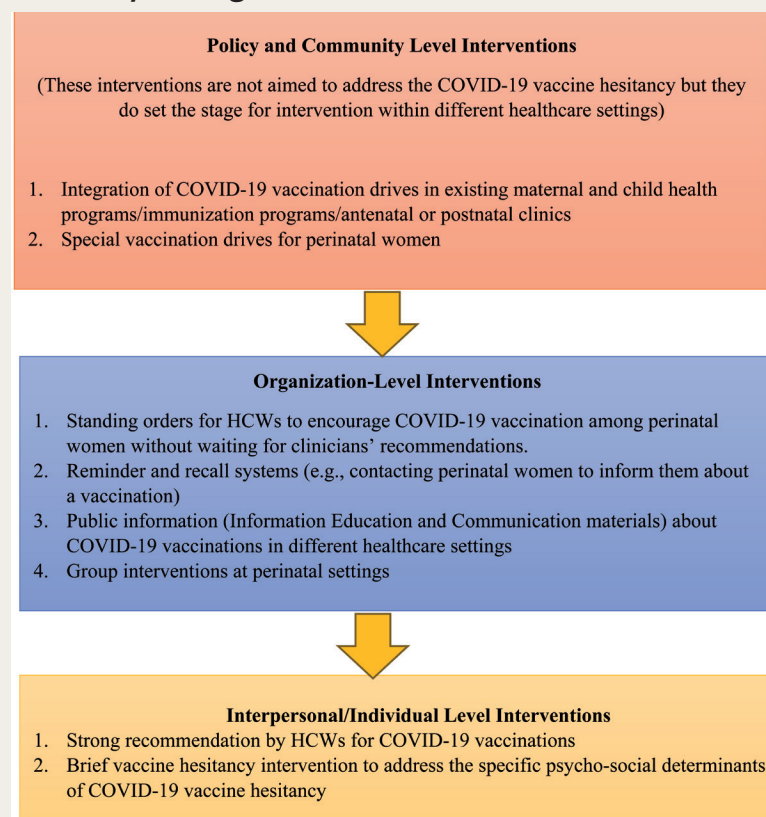 Policy and Community Level Interventions
(These interventions are not aimed to address the COVID-19 vaccine hesitancy but they
do set the stage for intervention within different healthcare settings)
1. Integration of COVID-19 vaccination drives in existing maternal and child health
programs/immunization programs/antenatal or postnatal clinics
2. Special vaccination drives for perinatal women
Organization-Level Interventions
1. Standing orders for HCWs to encourage COVID-19 vaccination among perinatal
women without waiting for clinicians’ recommendations.
2. Reminder and recall systems (e.g., contacting perinatal women to inform them about
a vaccination)
3. Public information (Information Education and Communication materials) about
COVID-19 vaccinations in different healthcare settings
4. Group interventions at perinatal settings
Interpersonal/Individual Level Interventions
1. Strong recommendation by HCWs for COVID-19 vaccinations
2. Brief vaccine hesitancy intervention to address the specific psycho-social determinants
of COVID-19 vaccine hesitancy